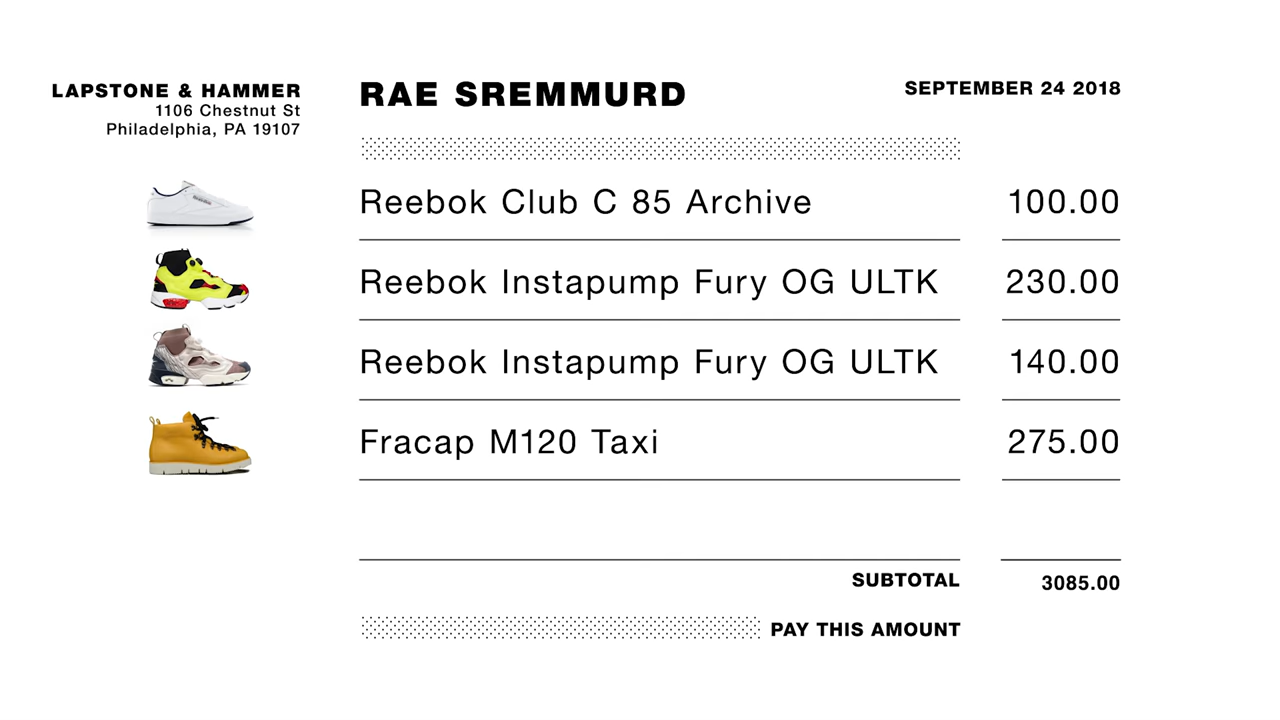 LAPSTONE & HAMMER
1106 Chestnut St
Philadelphia, PA 19107
RAE SREMMURD
SEPTEMBER 24 2018
Reebok Club C 85 Archive 100.00
Reebok Instapump Fury OG ULTK 230.00
Reebok Instapump Fury OG ULTK 140.00
Fracap M120 Taxi 275.00
SUBTOTAL 3085.00
PAY THIS AMOUNT